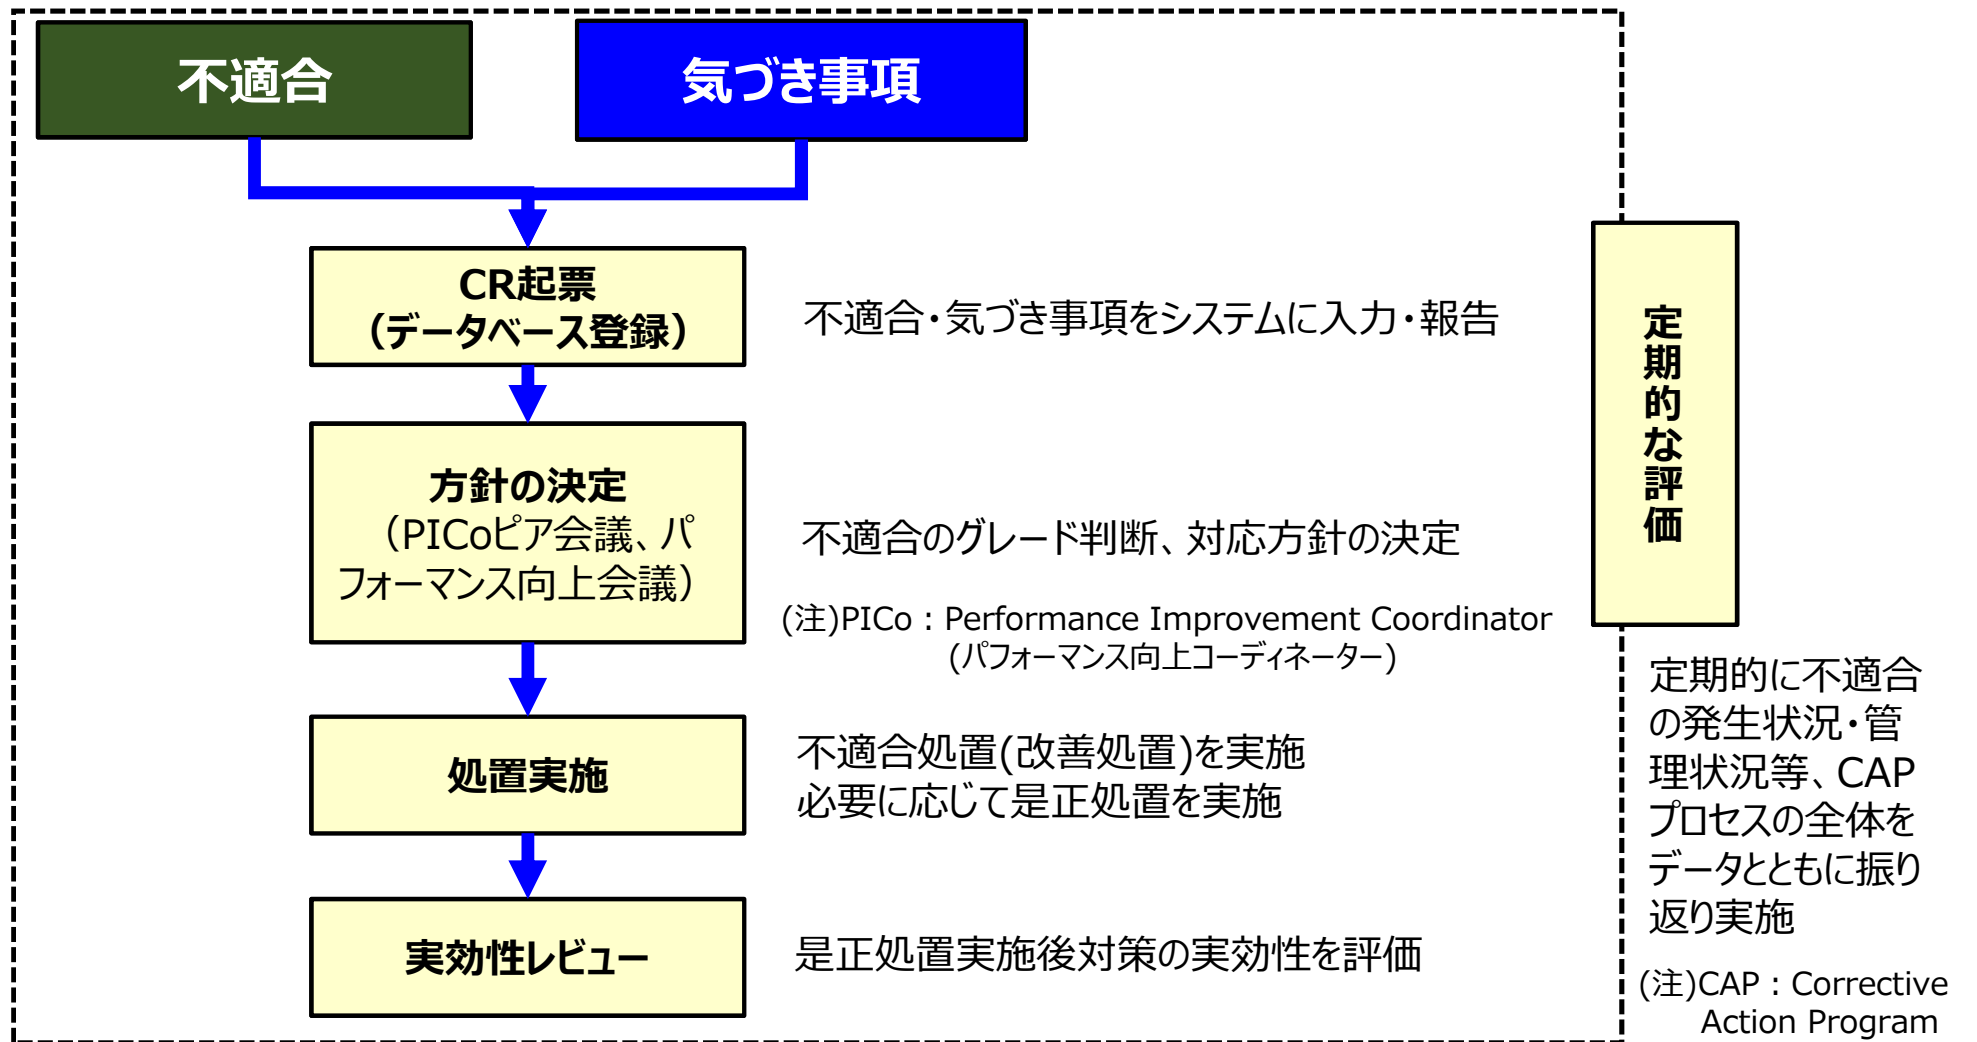 不適合
気づき事項
CR起票
（データベース登録）
不適合・気づき事項をシステムに入力・報告
方針の決定
（PICoピア会議、パ
フォーマンス向上会議）
不適合のグレード判断、対応方針の決定
(注)PICo：Performance Improvement Coordinator
(パフォーマンス向上コーディネーター)
処置実施
不適合処置(改善処置)を実施
必要に応じて是正処置を実施
実効性レビュー
是正処置実施後対策の実効性を評価
定期的な評価
定期的に不適合
の発生状況・管
理状況等、CAP
プロセスの全体を
データとともに振り
返り実施
(注)CAP：Corrective
Action Program